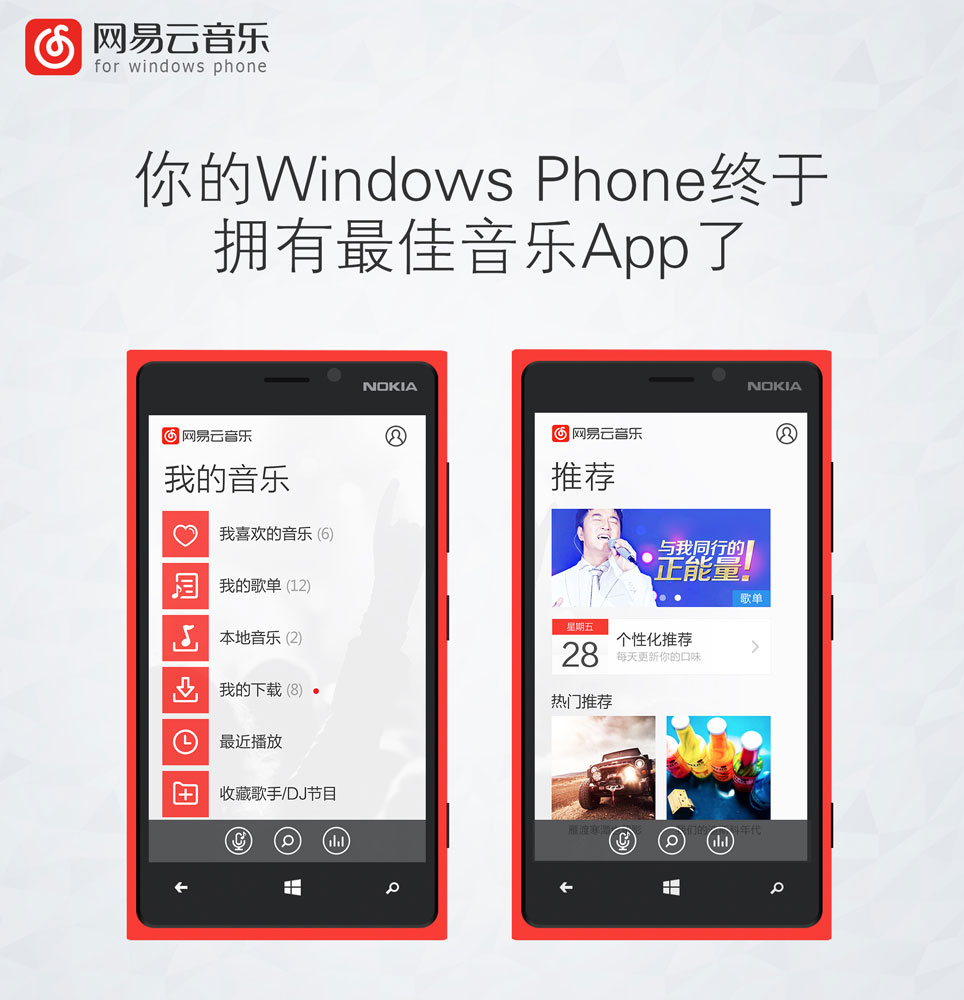 网易云音乐
for windows phone
你的Windows Phone终于
拥有最佳音乐App了
NOKIA
网易云音乐
我的音乐
我喜欢的音乐 (6)
我的歌单 (12)
本地音乐 (2)
我的下载 (8)
最近播放
收藏歌手/DJ节目
NOKIA
网易云音乐
推荐
与我同行的
正能量!
歌单
星期五
28
个性化推荐
每天更新你的口味
热门推荐